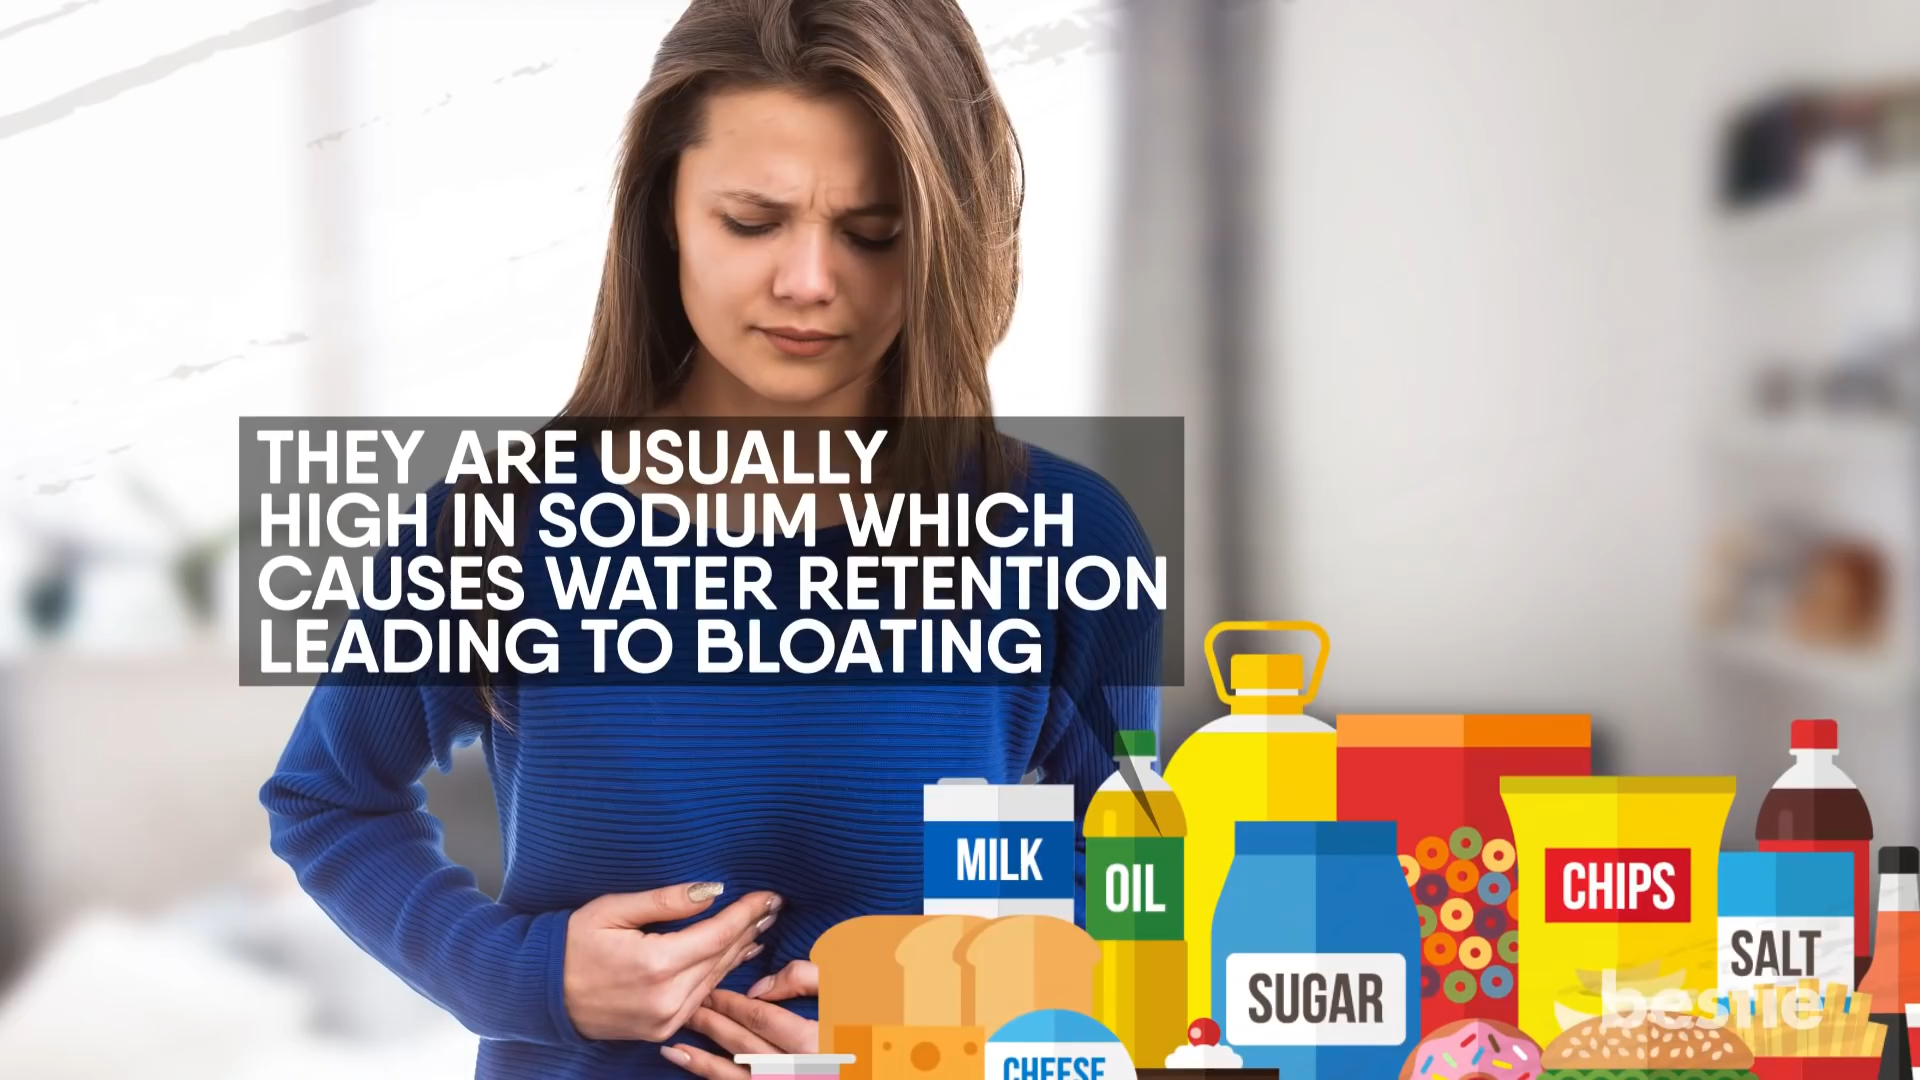 THEY ARE USUALLY
HIGH IN SODIUM WHICH
CAUSES WATER RETENTION
LEADING TO BLOATING
MILK
OIL
CHIPS
SALT
SUGAR
bestie
CHEESE